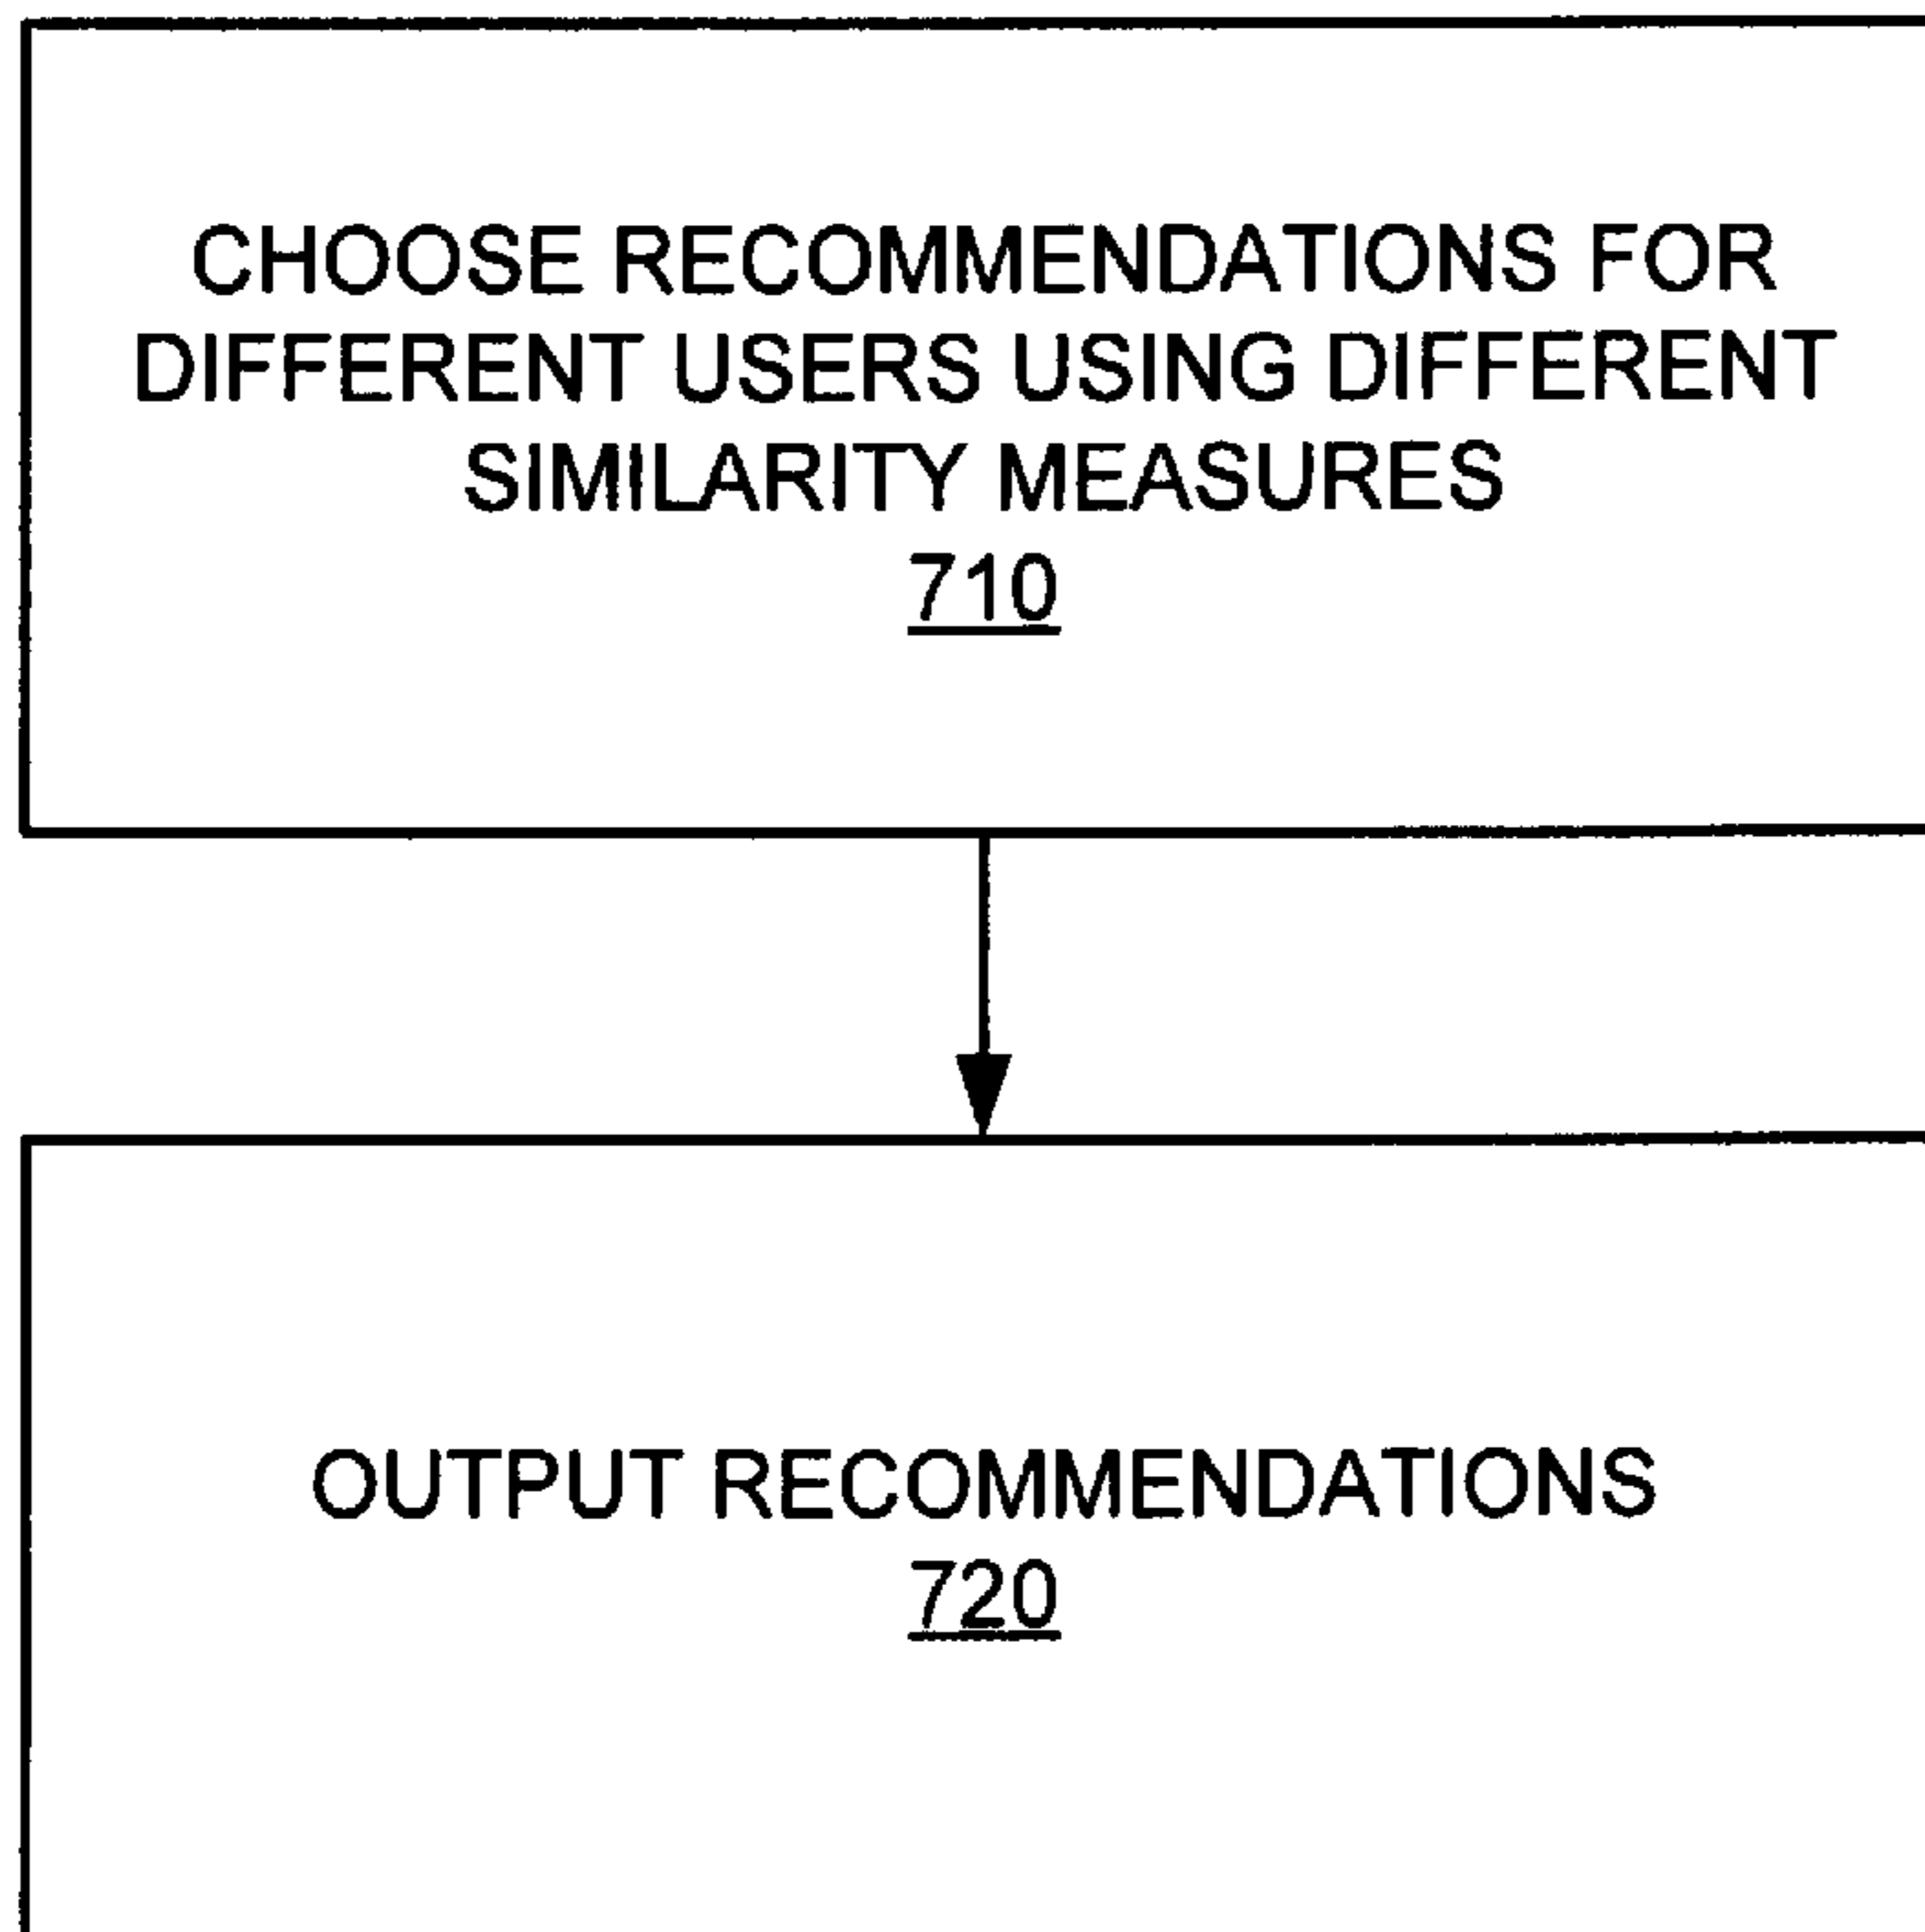 CHOOSE RECOMMENDATIONS FOR
DIFFERENT USERS USING DIFFERENT
SIMILARITY MEASURES
710
OUTPUT RECOMMENDATIONS
720